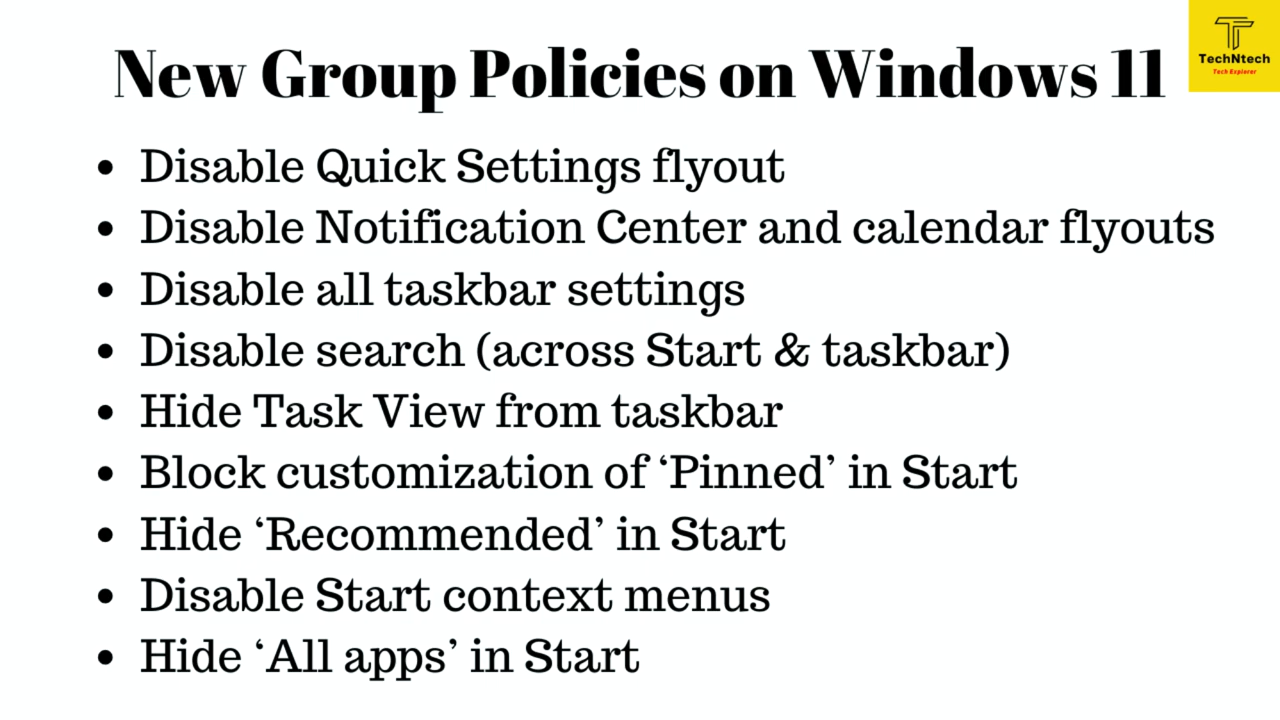 New Group Policies on Windows 11
TechNtech
Tech Explorer
• Disable Quick Settings flyout
• Disable Notification Center and calendar flyouts
• Disable all taskbar settings
• Disable search (across Start & taskbar)
• Hide Task View from taskbar
• Block customization of ‘Pinned’ in Start
• Hide ‘Recommended’ in Start
• Disable Start context menus
• Hide ‘All apps’ in Start